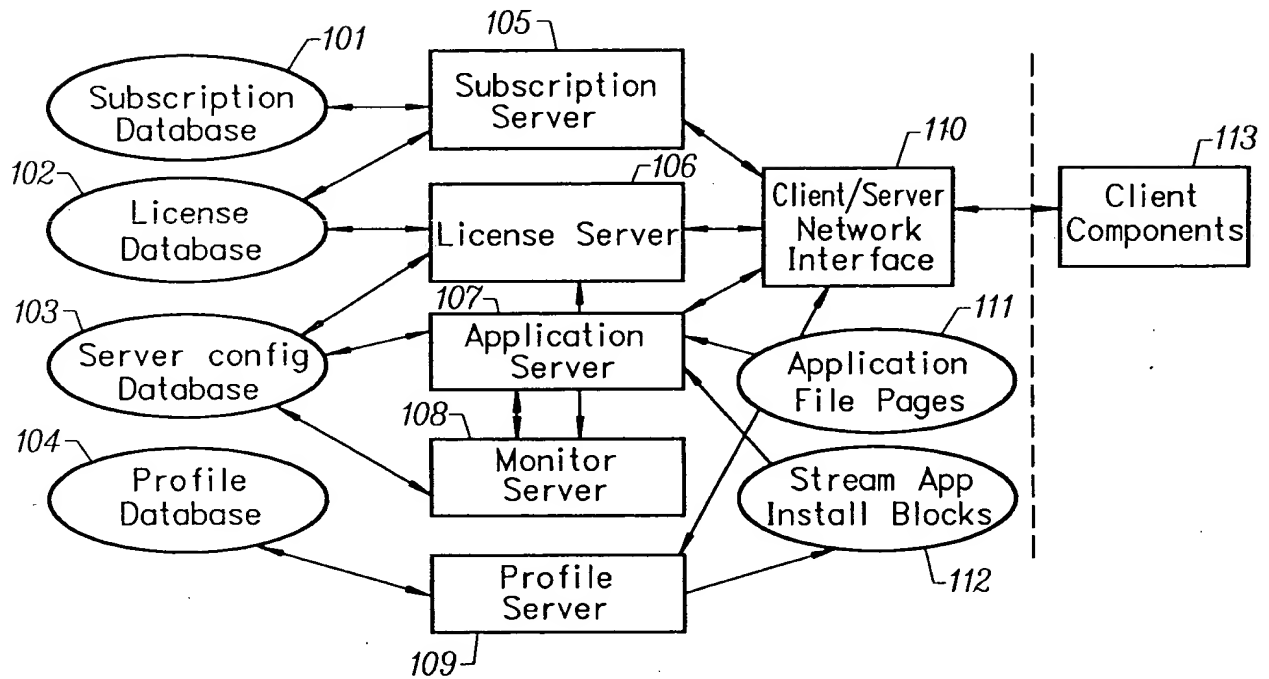 101
Subscription
Database
105
Subscription
Server
102
License
Database
106
License Server
110
Client/Server
Network
Interface
113
Client
Components
103
Server config
Database
107
Application
Server
111
Application
File Pages
104
Profile
Database
108
Monitor
Server
Stream App
Install Blocks
112
Profile
Server
109